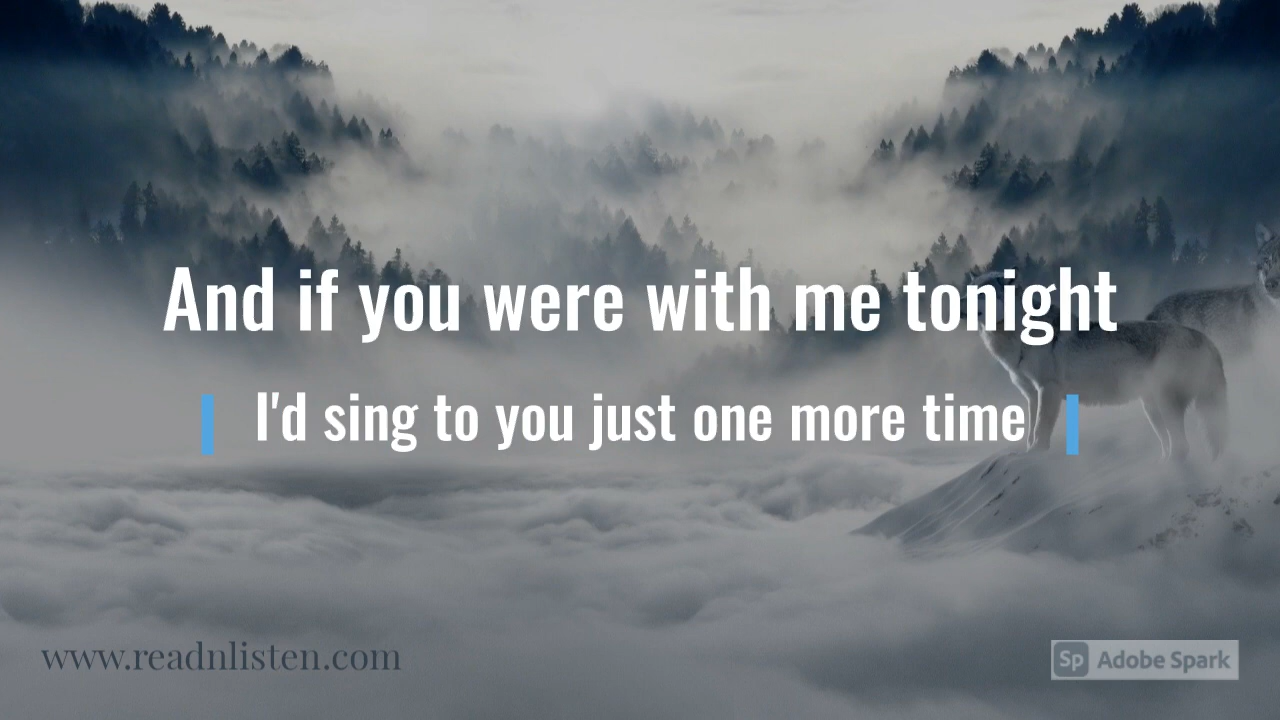 And if you were with me tonight
I'd sing to you just one more time
www.readnlisten.com
Sp Adobe Spark